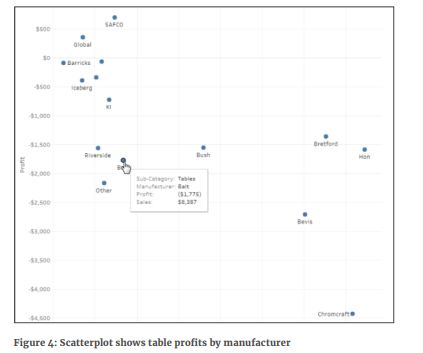 $500
SAFCO
Global
$0
Barricks
-$500
Iceberg
KI
-$1,000
-$1,500
Bretford
Riverside
Bush
Hon
Profit
-$2,000
Sub-Category: Tables
Manufacturer: Balt
Profit: ($1,775)
Sales: $8,387
Other
-$2,500
Bevis
-$3,000
-$3,500
-$4,000
Chromcraft
-$4,500
Figure 4: Scatterplot shows table profits by manufacturer